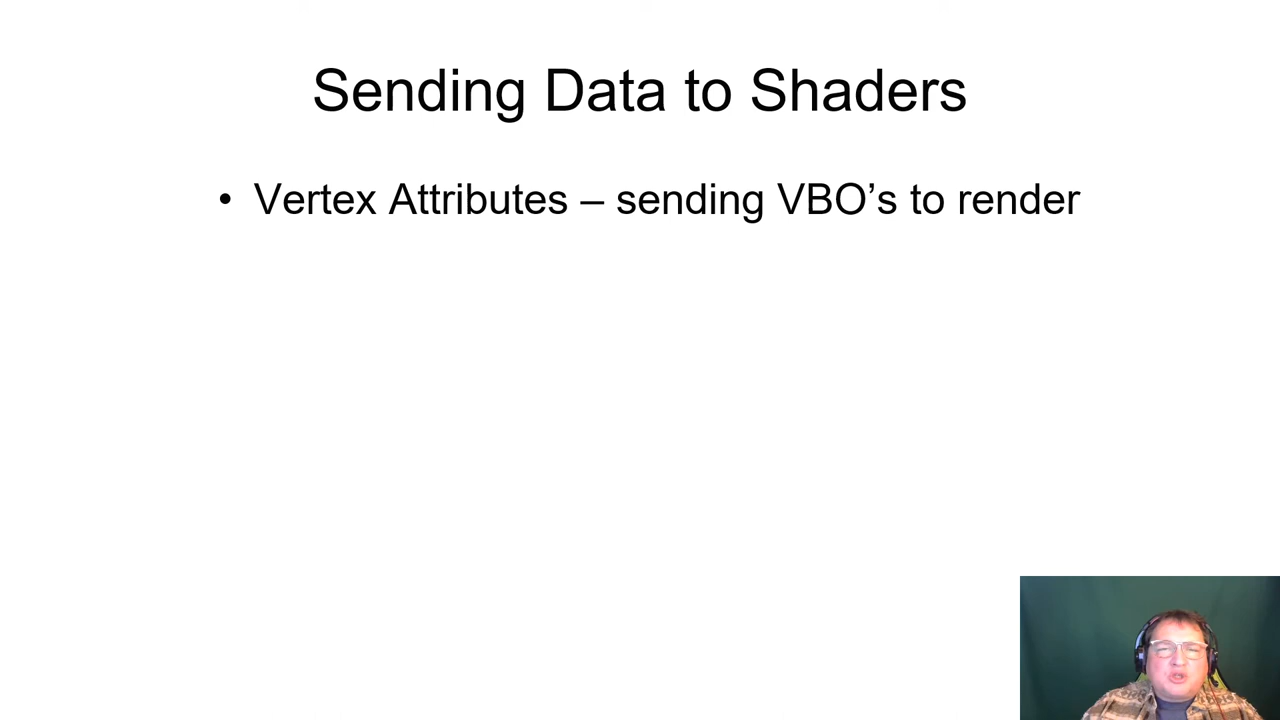 Sending Data to Shaders
• Vertex Attributes – sending VBO’s to render